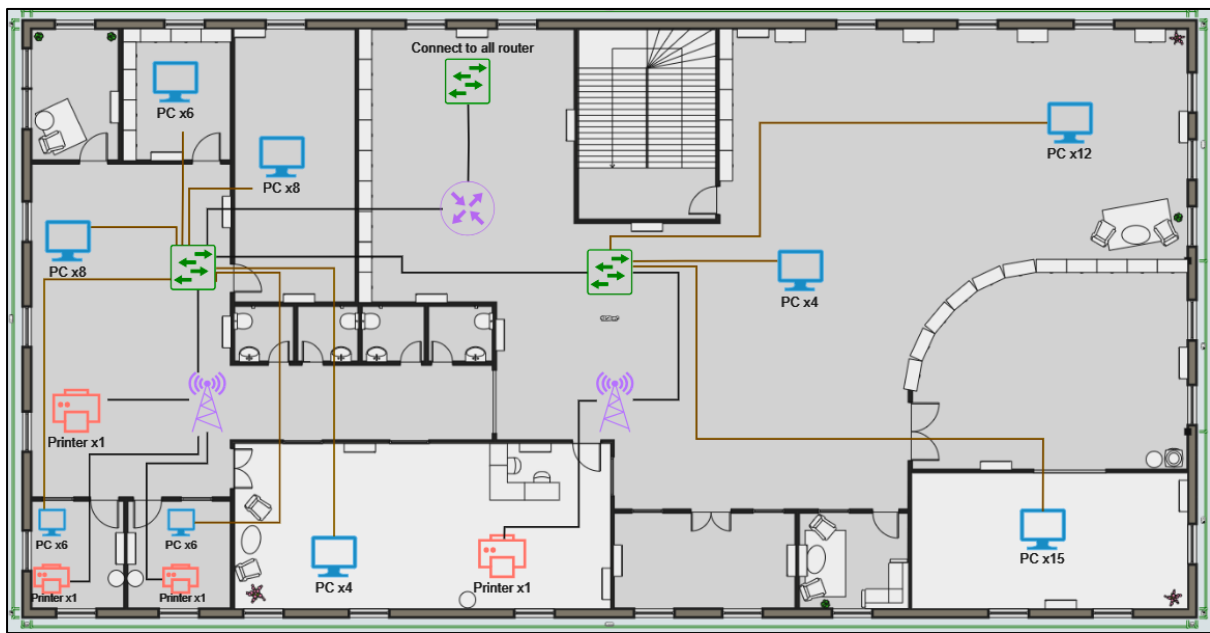 Connect to all router
PC x6
PC x12
PC x8
PC x8
PC x4
Printer x1
PC x6
PC x6
PC x15
PC x4
Printer x1
Printer x1
Printer x1